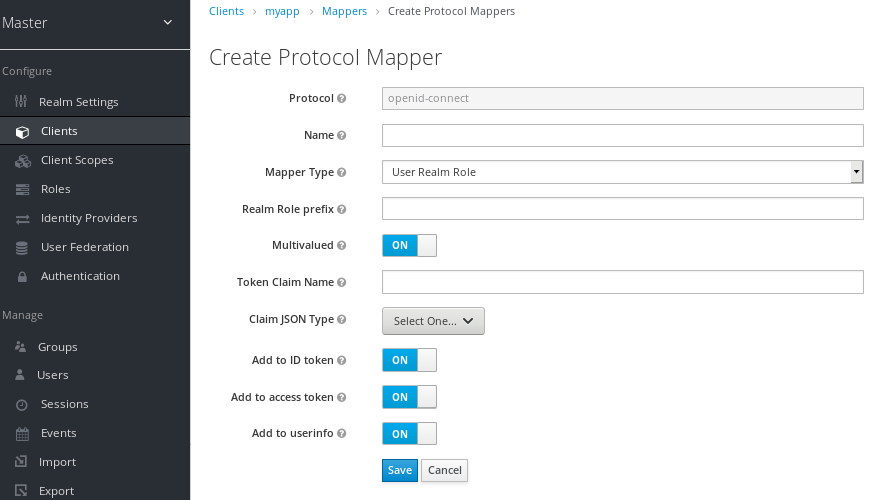 Master
Configure
Realm Settings
Clients
Client Scopes
Roles
Identity Providers
User Federation
Authentication
Manage
Groups
Users
Sessions
Events
Import
Export
Clients > myapp > Mappers > Create Protocol Mappers
Create Protocol Mapper
Protocol openid-connect
Name
Mapper Type User Realm Role
Realm Role prefix
Multivalued ON
Token Claim Name
Claim JSON Type Select One...
Add to ID token ON
Add to access token ON
Add to userinfo ON
Save Cancel